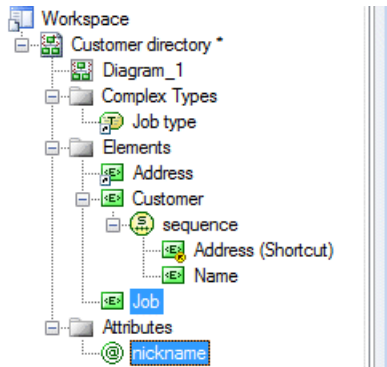 Workspace
Customer directory *
Diagram_1
Complex Types
Job type
Elements
Address
Customer
sequence
Address (Shortcut)
Name
Job
Attributes
nickname